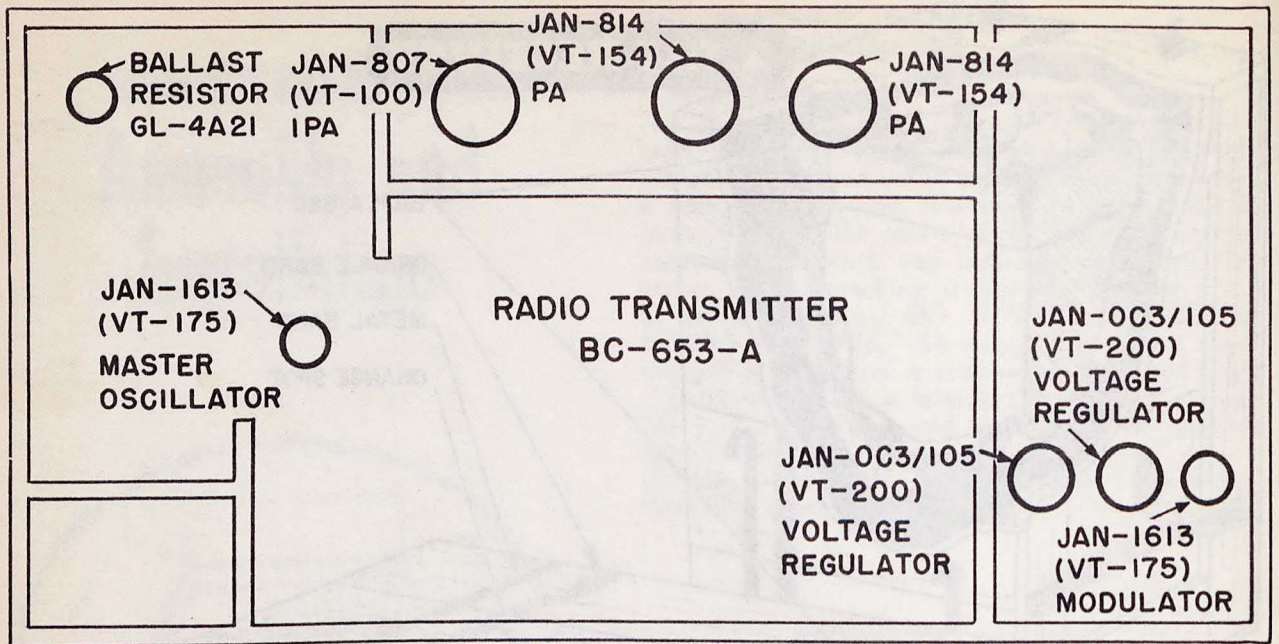 BALLAST
RESISTOR
GL-4A21
JAN-807
(VT-100)
IPA
JAN-814
(VT-154)
PA
JAN-814
(VT-154)
PA
JAN-1613
(VT-175)
MASTER
OSCILLATOR
RADIO TRANSMITTER
BC-653-A
JAN-0C3/105
(VT-200)
VOLTAGE
REGULATOR
JAN-0C3/105
(VT-200)
VOLTAGE
REGULATOR
JAN-1613
(VT-175)
MODULATOR